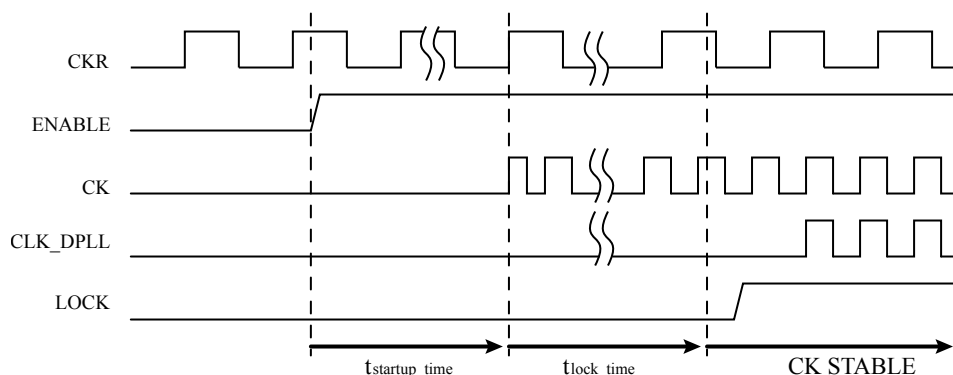 CKR
ENABLE
CK
CLK_DPLL
LOCK
tstartup_time tlock_time CK STABLE